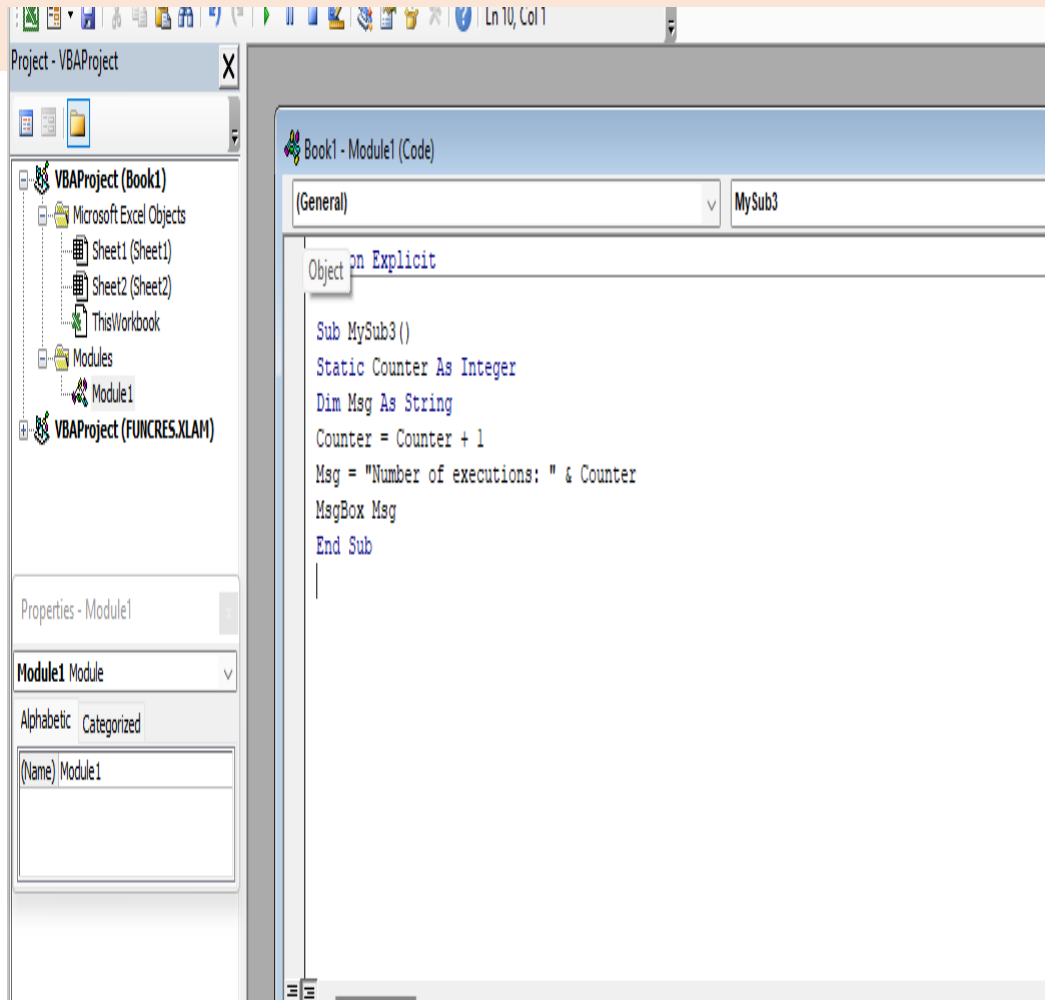 Ln 10, Col 1
Project - VBAProject
X
VBAProject (Book1)
Microsoft Excel Objects
Sheet1 (Sheet1)
Sheet2 (Sheet2)
ThisWorkbook
Modules
Module1
VBAProject (FUNCRES.XLAM)
Properties - Module1
Module1 Module
Alphabetic Categorized
(Name) Module1
Book1 - Module1 (Code)
(General) MySub3
Object
Explicit
Sub MySub3()
Static Counter As Integer
Dim Msg As String
Counter = Counter + 1
Msg = "Number of executions: " & Counter
MsgBox Msg
End Sub